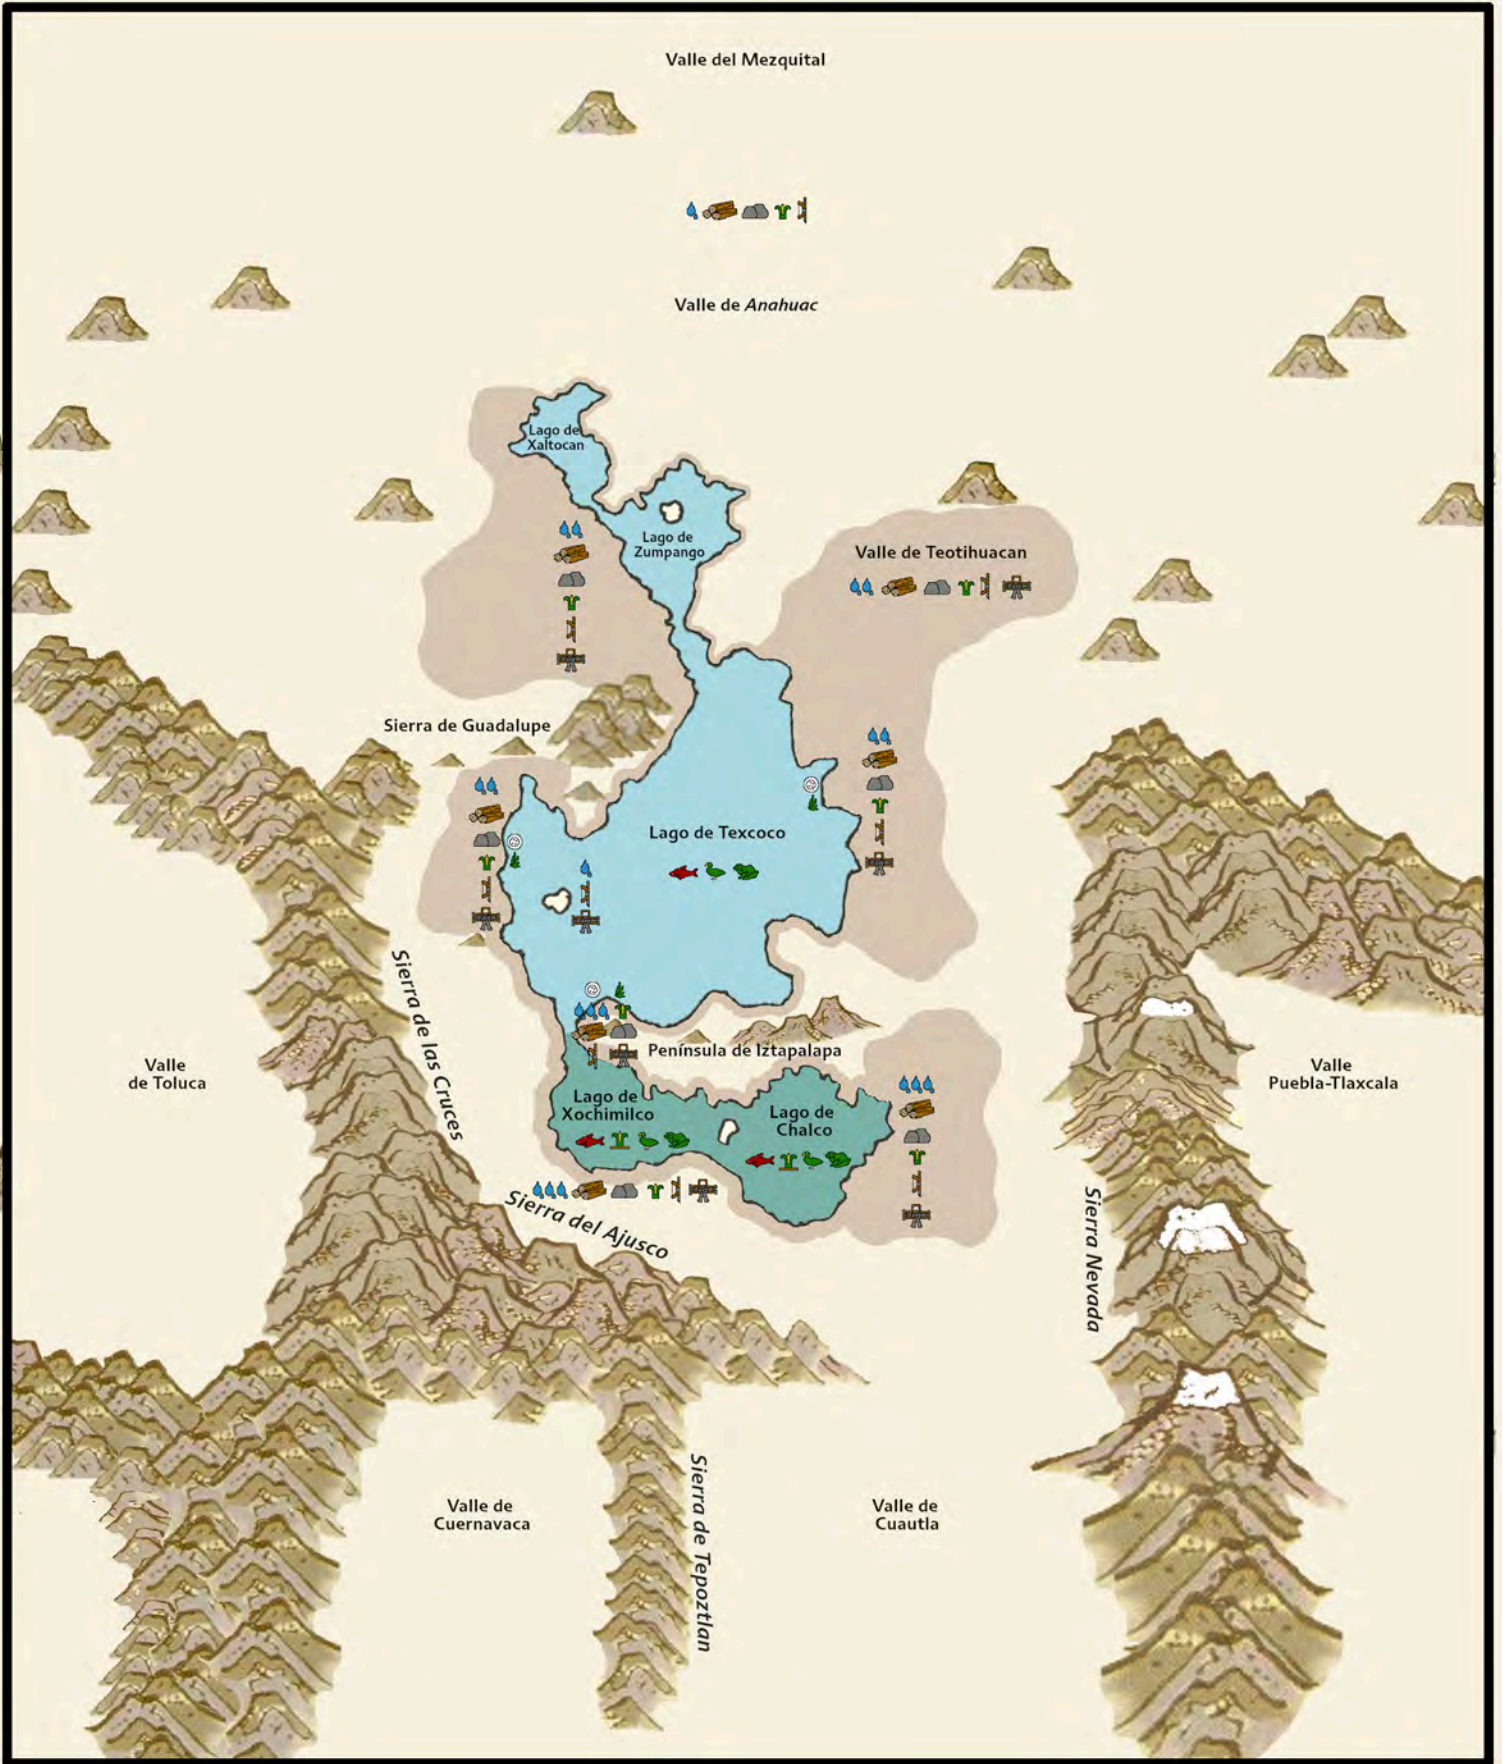 Valle del Mezquital
Valle de Anahuac
Lago de
Xaltocan
Lago de
Zumpango
Valle de Teotihuacan
Sierra de Guadalupe
Lago de Texcoco
Sierra de las Cruces
Península de Iztapalapa
Valle
de Toluca
Valle
Puebla-Tlaxcala
Lago de
Xochimilco
Lago de
Chalco
Sierra del Ajusco
Sierra Nevada
Valle de
Cuernavaca
Sierra de Tepoztlan
Valle de
Cuautla